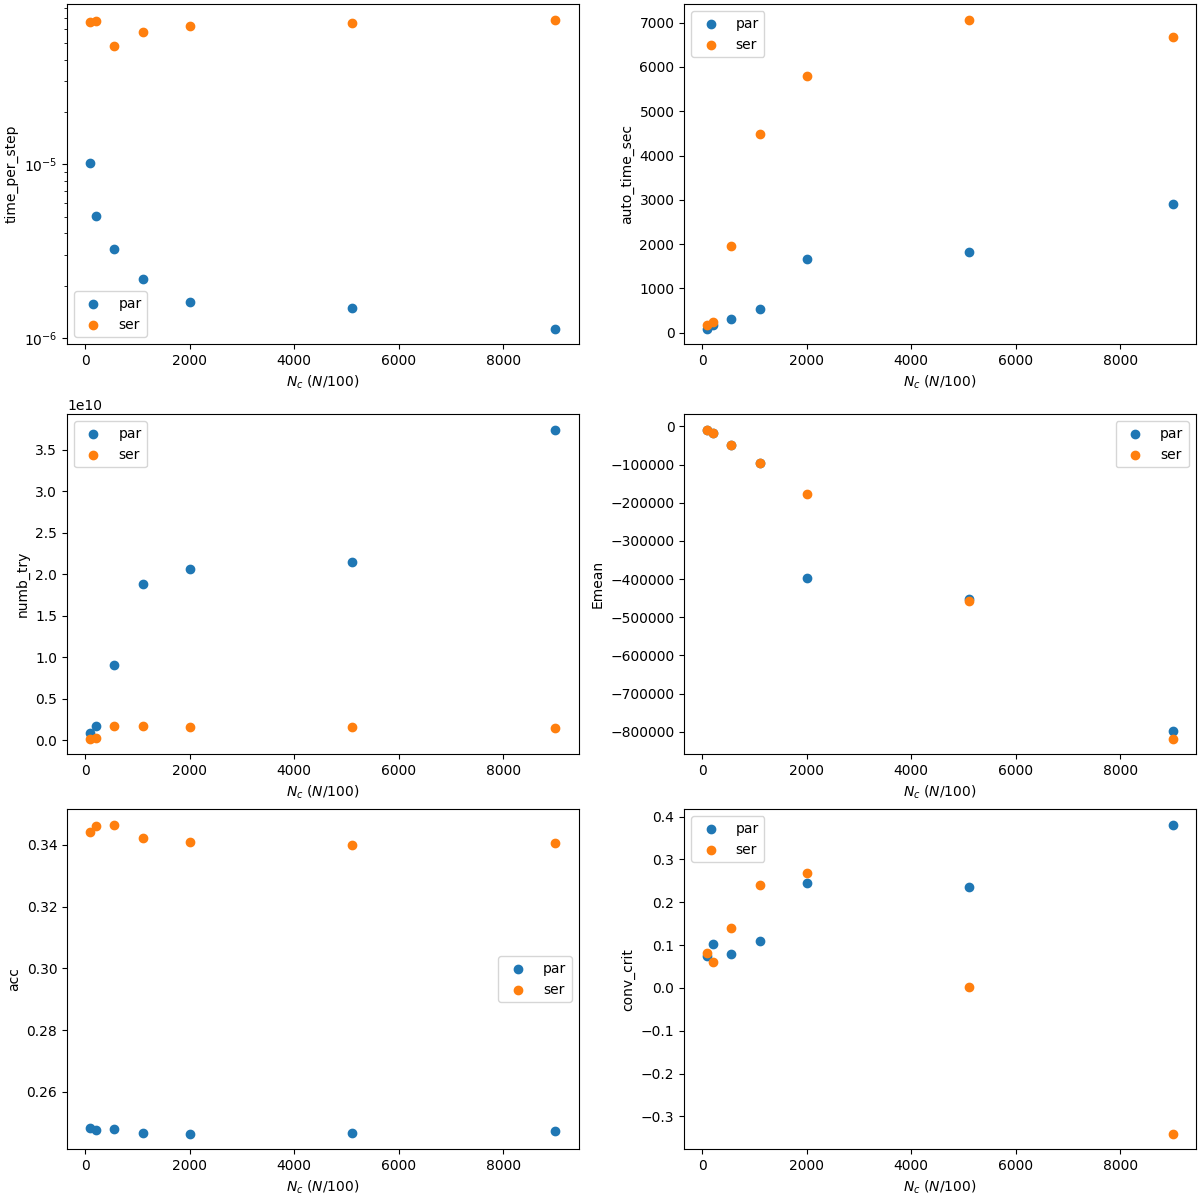 time_per_step
10⁻⁵
10⁻⁶
par
ser
0
2000
4000
6000
8000
N_c (N/100)
auto_time_sec
7000
6000
5000
4000
3000
2000
1000
0
par
ser
0
2000
4000
6000
8000
N_c (N/100)
1e10
numb_try
3.5
3.0
2.5
2.0
1.5
1.0
0.5
0.0
par
ser
0
2000
4000
6000
8000
N_c (N/100)
Emean
0
−100000
−200000
−300000
−400000
−500000
−600000
−700000
−800000
par
ser
0
2000
4000
6000
8000
N_c (N/100)
acc
0.34
0.32
0.30
0.28
0.26
par
ser
0
2000
4000
6000
8000
N_c (N/100)
conv_crit
0.4
0.3
0.2
0.1
0.0
−0.1
−0.2
−0.3
par
ser
0
2000
4000
6000
8000
N_c (N/100)